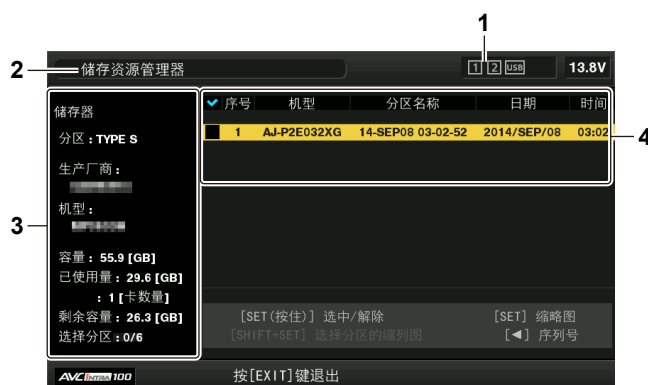 1
2
储存资源管理器
1 2 USB
13.8V
3
储存器
分区：TYPE S
生产厂商：
机型：
容量：55.9 [GB]
已使用量：29.6 [GB]
：1 [卡数量]
剩余容量：26.3 [GB]
选择分区：0/6
4
序号 机型 分区名称 日期 时间
1 AJ-P2E032XG 14-SEP08 03-02-52 2014/SEP/08 03:02
[SET(按住)] 选中/解除 [SET] 缩略图
[SHIFT+SET] 选择分区的缩列图 [◀] 序列号
AVC INTRA 100
按[EXIT]键退出